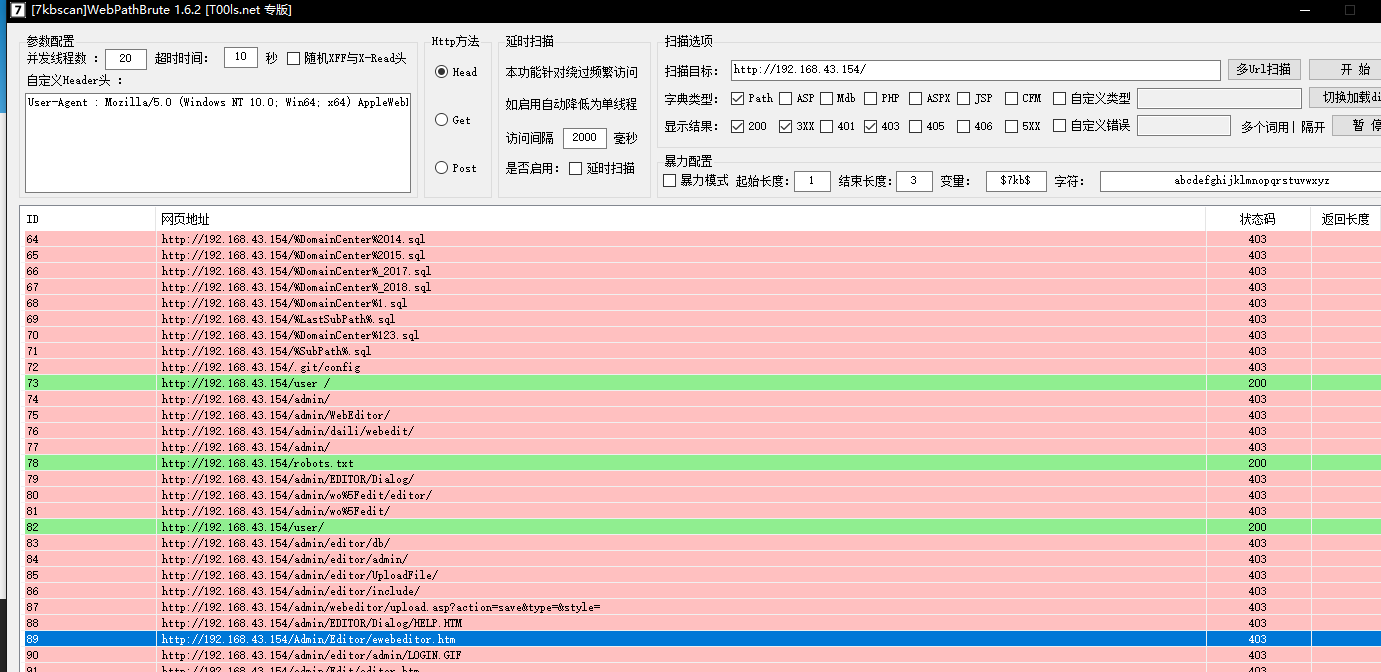 7 [7kbscan]WebPathBrute 1.6.2 [T00ls.net 专版]
参数配置
并发线程数 : 20 超时时间: 10 秒 随机XFF与X-Read头
自定义Header头 :
User-Agent : Mozilla/5.0 (Windows NT 10.0; Win64; x64) AppleWebK
Http方法
Head
Get
Post
延时扫描
本功能针对绕过频繁访问
如启用自动降低为单线程
访问间隔 2000 毫秒
是否启用: 延时扫描
扫描选项
扫描目标: http://192.168.43.154/ 多Url扫描 开 始
字典类型: Path ASP Mdb PHP ASPX JSP CFM 自定义类型 切换加载di
显示结果: 200 3XX 401 403 405 406 5XX 自定义错误 多个词用| 隔开 暂 停
暴力配置
暴力模式 起始长度: 1 结束长度: 3 变量: $7kb$ 字符: abcdefghijklmnopqrstuvwxyz
ID 网页地址 状态码 返回长度
64 http://192.168.43.154/%DomainCenter%2014.sql 403
65 http://192.168.43.154/%DomainCenter%2015.sql 403
66 http://192.168.43.154/%DomainCenter%_2017.sql 403
67 http://192.168.43.154/%DomainCenter%_2018.sql 403
68 http://192.168.43.154/%DomainCenter%1.sql 403
69 http://192.168.43.154/%LastSubPath%.sql 403
70 http://192.168.43.154/%DomainCenter%123.sql 403
71 http://192.168.43.154/%SubPath%.sql 403
72 http://192.168.43.154/.git/config 403
73 http://192.168.43.154/user / 200
74 http://192.168.43.154/admin/ 403
75 http://192.168.43.154/admin/WebEditor/ 403
76 http://192.168.43.154/admin/daili/webedit/ 403
77 http://192.168.43.154/admin/ 403
78 http://192.168.43.154/robots.txt 200
79 http://192.168.43.154/admin/EDITOR/Dialog/ 403
80 http://192.168.43.154/admin/wo%5Fedit/editor/ 403
81 http://192.168.43.154/admin/wo%5Fedit/ 403
82 http://192.168.43.154/user/ 200
83 http://192.168.43.154/admin/editor/db/ 403
84 http://192.168.43.154/admin/editor/admin/ 403
85 http://192.168.43.154/admin/editor/UploadFile/ 403
86 http://192.168.43.154/admin/editor/include/ 403
87 http://192.168.43.154/admin/webeditor/upload.asp?action=save&type=&style= 403
88 http://192.168.43.154/admin/EDITOR/Dialog/HELP.HTM 403
89 http://192.168.43.154/Admin/Editor/ewebeditor.htm 403
90 http://192.168.43.154/admin/editor/admin/LOGIN.GIF 403
91 http://192.168.43.154/admin/Edit/editor.htm 403